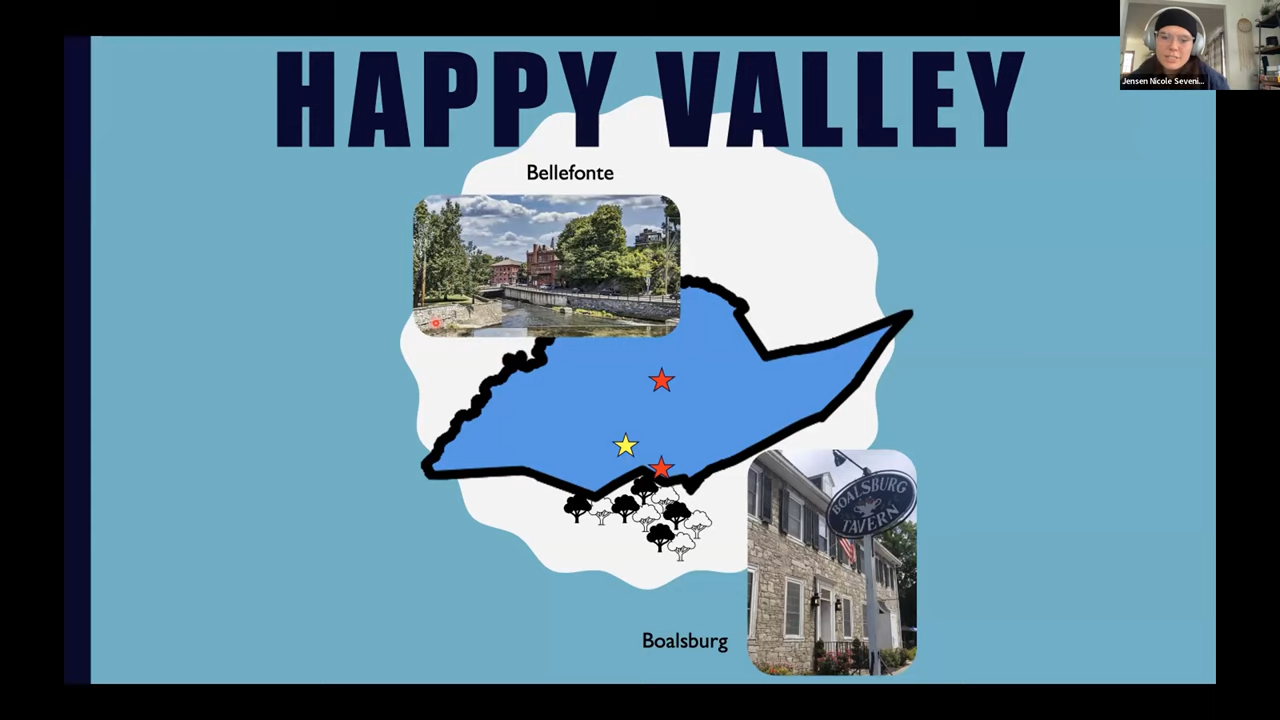 HAPPY VALLEY
Jensen Nicole Seveni...
Bellefonte
BOALSBURG
TAVERN
Boalsburg